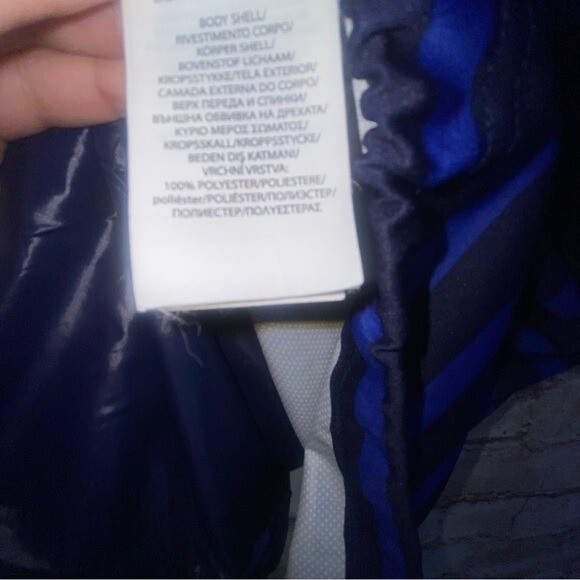 BODY SHELL/
RIVESTIMENTO CORPO/
KÖRPER SHELL/
BOVENSTOF LICHAAM/
KROPSSTYKKE/TELA EXTERIOR/
CAMADA EXTERNA DO CORPO/
ВЕРХ ПЕРЕДА И СПИНКИ/
ВЪНШНА ОБВИВКА НА ДРЕХАТА/
ΚΥΡΙΟ ΜΕΡΟΣ ΣΩΜΑΤΟΣ/
KROPSSKALL/KROPPSSTYCKE/
BEDEN DIŞ KATMANI/
VRCHNÍ VRSTVA:
100% POLYESTER/POLIESTERE/
poliéster/POLIÉSTER/ПОЛИЭСТЕР/
ПОЛИЕСТЕР/ΠΟΛΥΕΣΤΕΡΑΣ